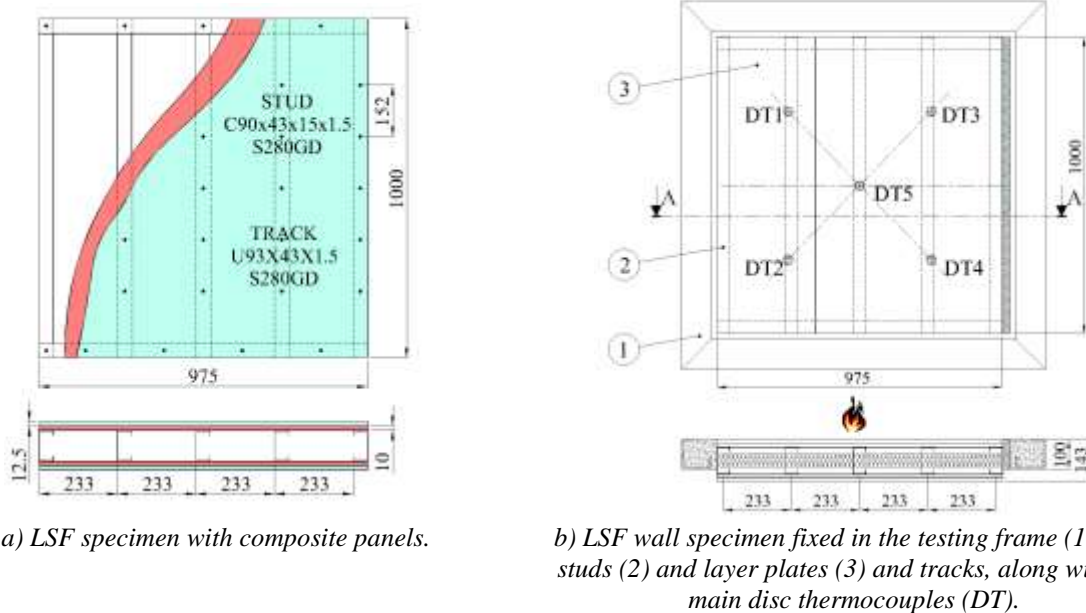 STUD
C90x43x15x1.5
S280GD
TRACK
U93X43X1.5
S280GD
152
1000
975
12.5
10
233 233 233 233
a) LSF specimen with composite panels.
3
2
1
DT1
DT3
DT5
DT2
DT4
A A
1000
975
100
143
233 233 233 233
b) LSF wall specimen fixed in the testing frame (1
studs (2) and layer plates (3) and tracks, along wi
main disc thermocouples (DT).